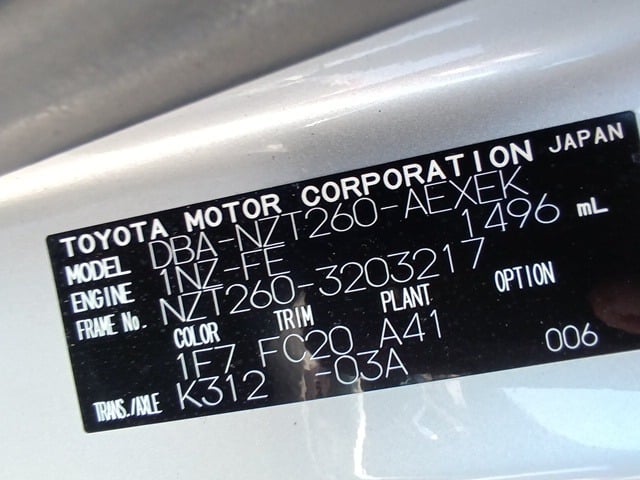 TOYOTA MOTOR CORPORATION JAPAN
MODEL DBA-NZT260-AEXEK
ENGINE 1NZ-FE 1496 mL
FRAME No. NZT260-3203217
COLOR TRIM PLANT OPTION
1F7 FC20 A41
TRANS./AXLE K312 -03A 006